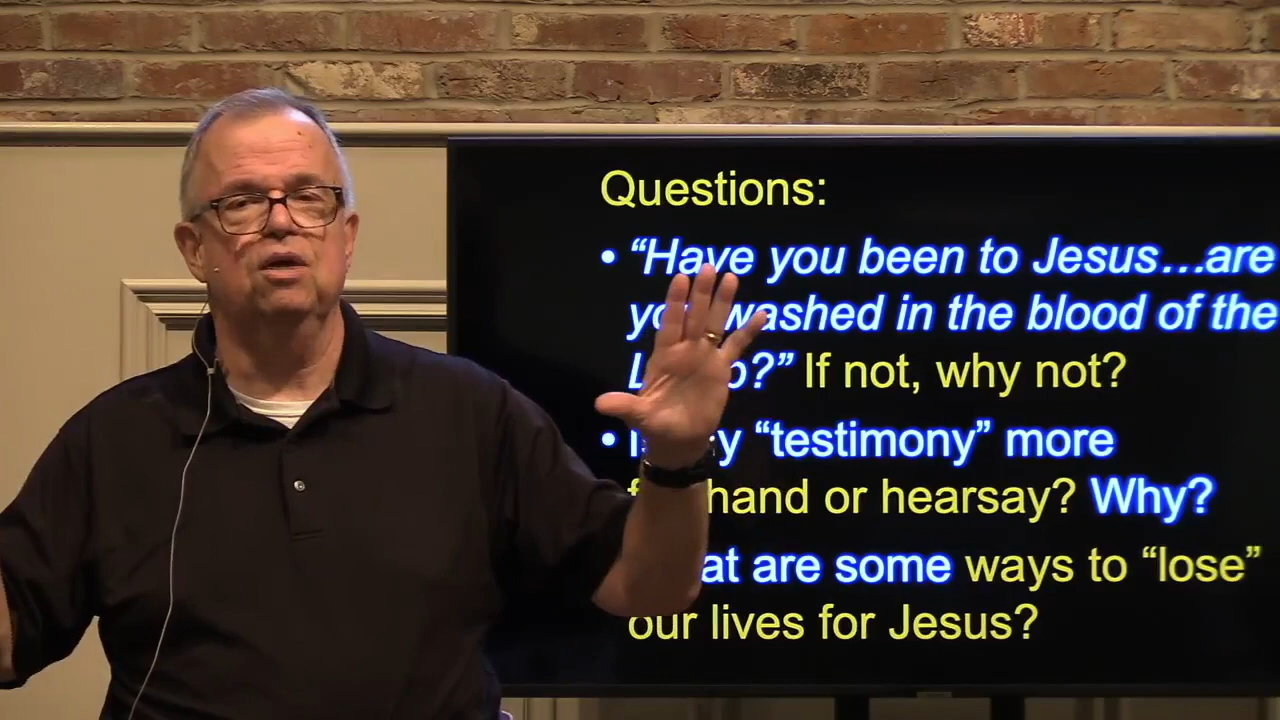 Questions:
• “Have you been to Jesus…are
washed in the blood of the
If not, why not?
• “testimony” more
hand or hearsay? Why?
are some ways to “lose”
our lives for Jesus?